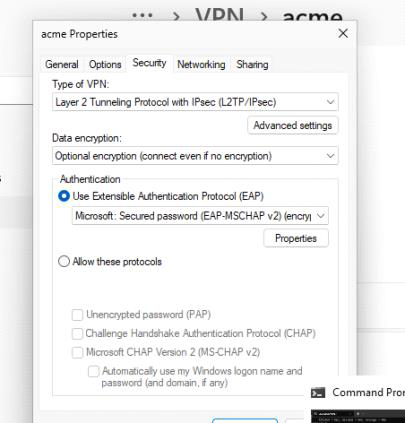 ··· > VPN > acme
acme Properties
General Options Security Networking Sharing
Type of VPN:
Layer 2 Tunneling Protocol with IPsec (L2TP/IPsec)
Advanced settings
Data encryption:
Optional encryption (connect even if no encryption)
Authentication
Use Extensible Authentication Protocol (EAP)
Microsoft: Secured password (EAP-MSCHAP v2) (encry
Properties
Allow these protocols
Unencrypted password (PAP)
Challenge Handshake Authentication Protocol (CHAP)
Microsoft CHAP Version 2 (MS-CHAP v2)
Automatically use my Windows logon name and
password (and domain, if any)
Command Pro